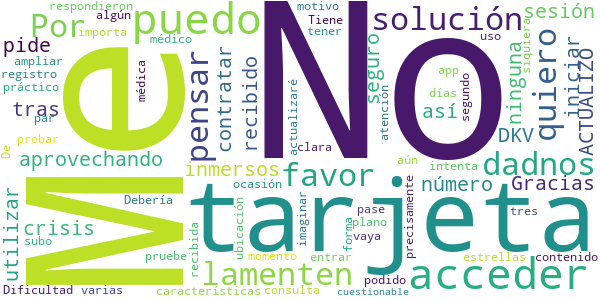 respondieron
algún
motivo
Tiene
tener
uso
sesión
Por
puedo
No
solución
importa
médico
pide
ampliar
registro
práctico
tras
par
probar
De
aprovechando
Me
médica
pensar
contratar
recibido
actualizaré
clara
seguro
atención
app
días
segundo
así
aún
ninguna
DKV
intenta
quiero
iniciar
ACTUALIZO
siquiera
inmersos
favor
ocasión
Debería
dadnos
número
Gracias
tarjeta
utilizar
crisis
subo
pruebe
recibida
ubicación
imaginar
forma
pase
plano
vaya
precisamente
tres
estrellas
contenido
acceder
lamenten
momento
entrar
podido
Dificultad
varias
características
consulta
cuestionable